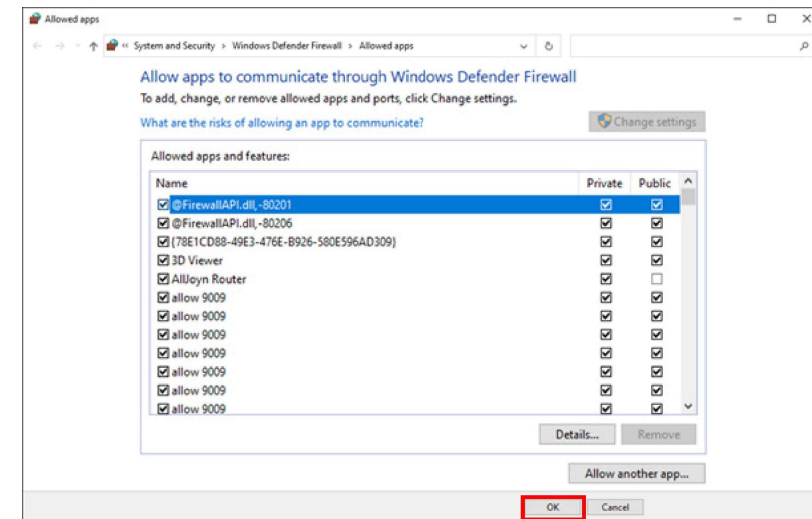 Allowed apps
System and Security > Windows Defender Firewall > Allowed apps
Allow apps to communicate through Windows Defender Firewall
To add, change, or remove allowed apps and ports, click Change settings.
What are the risks of allowing an app to communicate?
Change settings
Allowed apps and features:
Name Private Public
@FirewallAPI.dll,-80201
@FirewallAPI.dll,-80206
{78E1CD88-49E3-476E-B926-580E596AD309}
3D Viewer
AllJoyn Router
allow 9009
allow 9009
allow 9009
allow 9009
allow 9009
allow 9009
allow 9009
Details... Remove
Allow another app...
OK Cancel